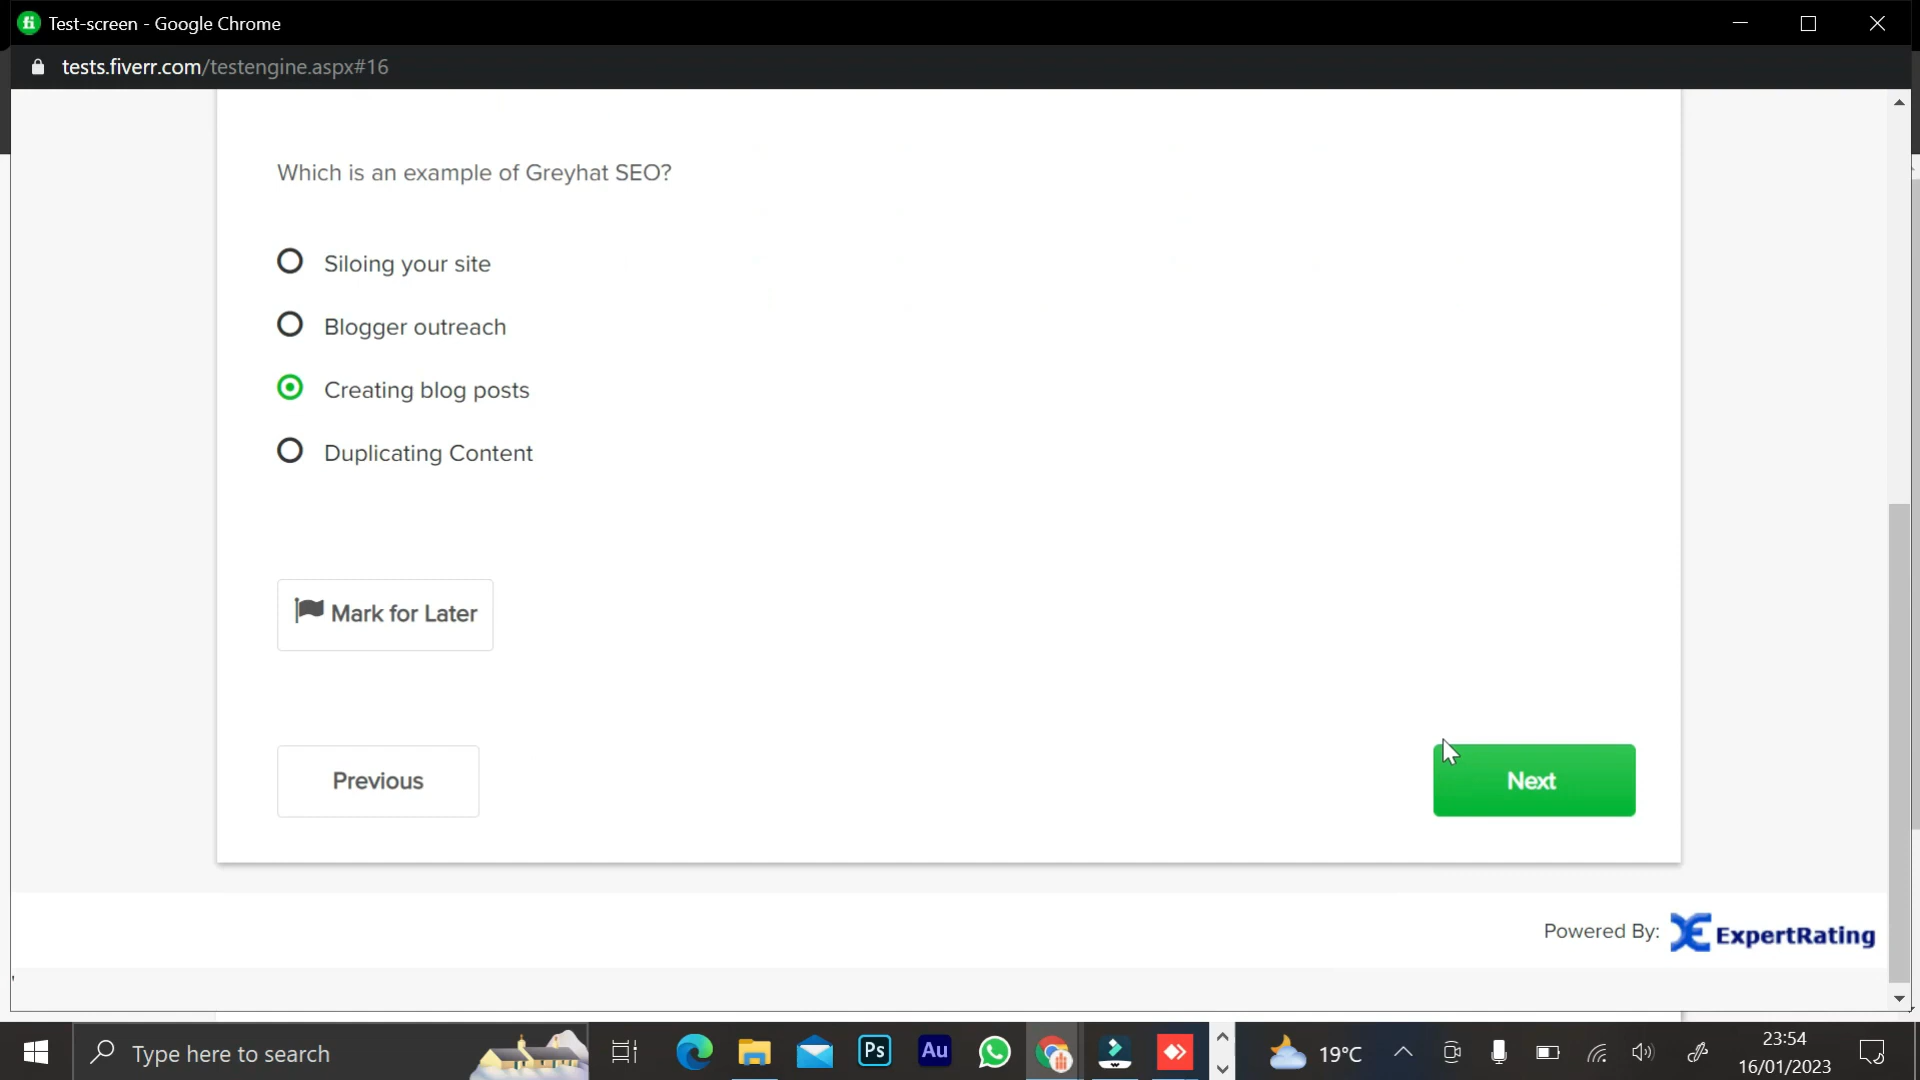 Test-screen - Google Chrome
tests.fiverr.com/testengine.aspx#16
Which is an example of Greyhat SEO?
Siloing your site
Blogger outreach
Creating blog posts
Duplicating Content
Mark for Later
Previous
Next
Powered By: ExpertRating
Type here to search
Ps
Au
19°C
23:54
16/01/2023